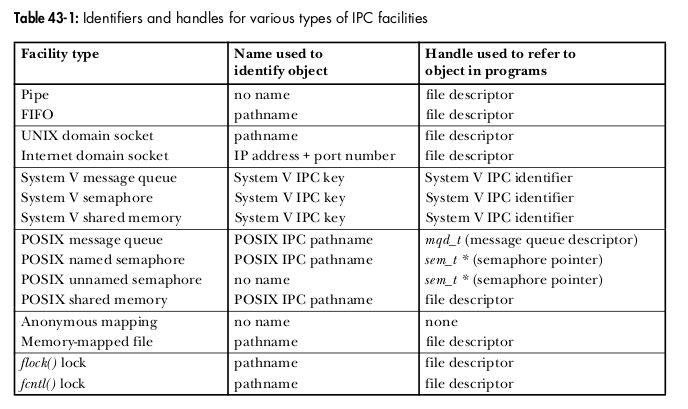 Table 43-1: Identifiers and handles for various types of IPC facilities
Facility type Name used to identify object Handle used to refer to object in programs
Pipe no name file descriptor
FIFO pathname file descriptor
UNIX domain socket pathname file descriptor
Internet domain socket IP address + port number file descriptor
System V message queue System V IPC key System V IPC identifier
System V semaphore System V IPC key System V IPC identifier
System V shared memory System V IPC key System V IPC identifier
POSIX message queue POSIX IPC pathname mqd_t (message queue descriptor)
POSIX named semaphore POSIX IPC pathname sem_t * (semaphore pointer)
POSIX unnamed semaphore no name sem_t * (semaphore pointer)
POSIX shared memory POSIX IPC pathname file descriptor
Anonymous mapping no name none
Memory-mapped file pathname file descriptor
flock() lock pathname file descriptor
fcntl() lock pathname file descriptor